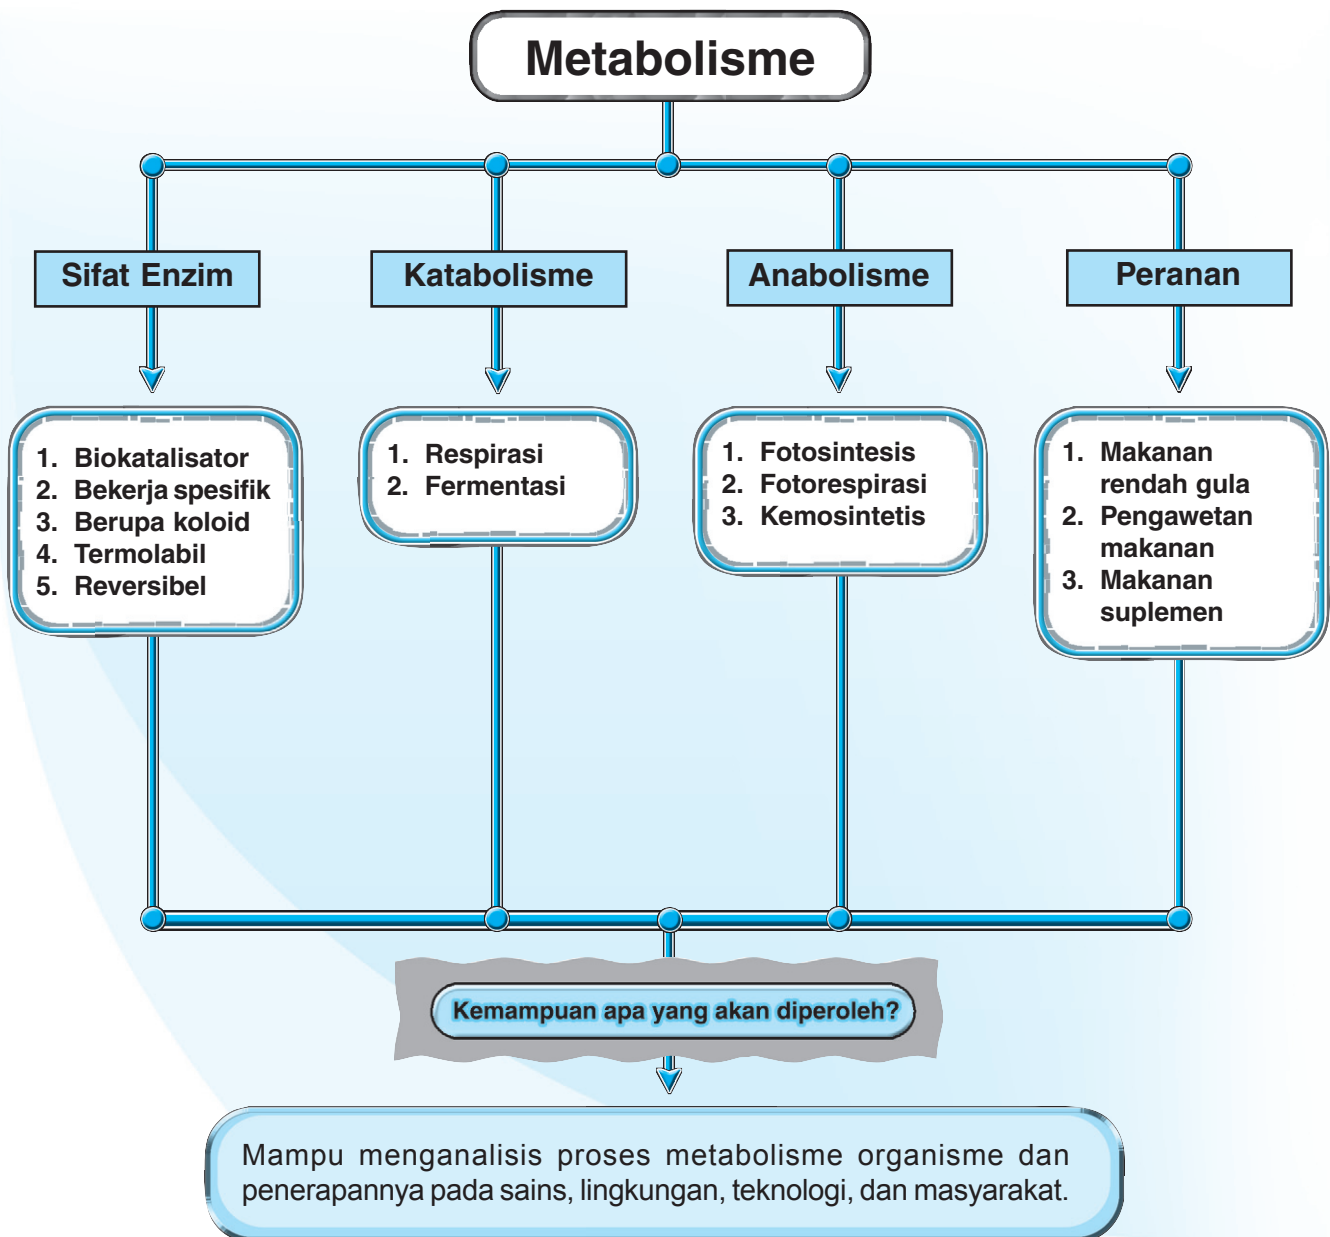 Metabolisme
Sifat Enzim
Katabolisme
Anabolisme
Peranan
1. Biokatalisator
2. Bekerja spesifik
3. Berupa koloid
4. Termolabil
5. Reversibel
1. Respirasi
2. Fermentasi
1. Fotosintesis
2. Fotorespirasi
3. Kemosintetis
1. Makanan
rendah gula
2. Pengawetan
makanan
3. Makanan
suplemen
Kemampuan apa yang akan diperoleh?
Mampu menganalisis proses metabolisme organisme dan
penerapannya pada sains, lingkungan, teknologi, dan masyarakat.